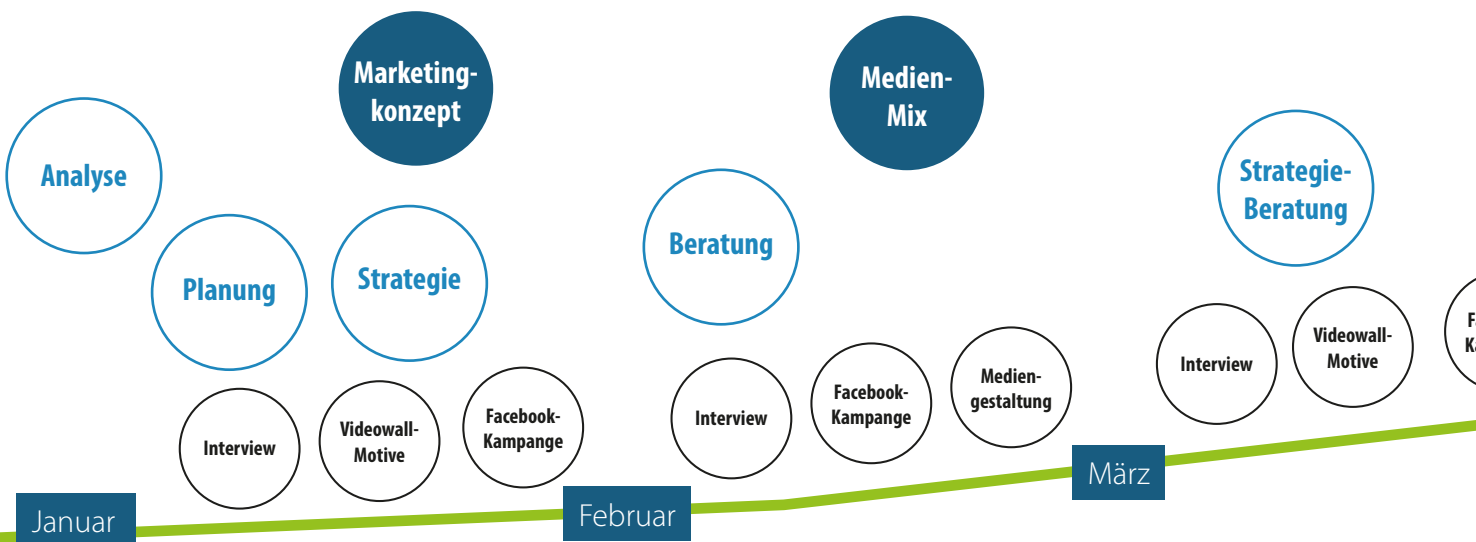 Marketing-
konzept
Medien-
Mix
Analyse
Strategie-
Beratung
Beratung
Planung
Strategie
Interview
Videowall-
Motive
Facebook-
Kampange
Interview
Facebook-
Kampange
Medien-
gestaltung
Interview
Videowall-
Motive
Januar
Februar
März